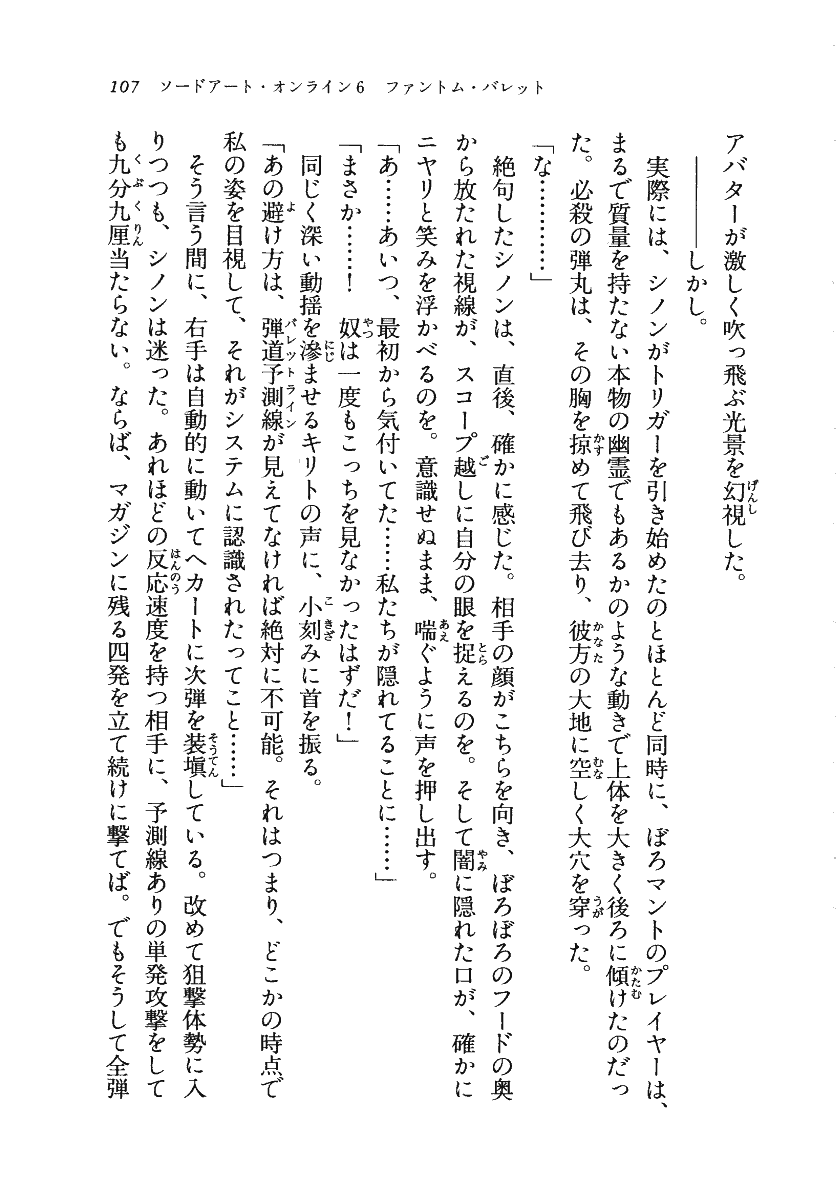 107　ソードアート・オンライン6　ファントム・バレット
アバターが激しく吹っ飛ぶ光景を幻視した。
――――しかし。
実際には、シノンがトリガーを引き始めたのとほとんど同時に、ぼろマントのプレイヤーは、
まるで質量を持たない本物の幽霊でもあるかのような動きで上体を大きく後ろに傾けたのだっ
た。必殺の弾丸は、その胸を掠めて飛び去り、彼方の大地に空しく大穴を穿った。
「な…………」
絶句したシノンは、直後、確かに感じた。相手の顔がこちらを向き、ぼろぼろのフードの奥
から放たれた視線が、スコープ越しに自分の眼を捉えるのを。そして闇に隠れた口が、確かに
ニヤリと笑みを浮かべるのを。意識せぬまま、喘ぐように声を押し出す。
「あ……あいつ、最初から気付いてた……私たちが隠れてることに……」
「まさか……！　奴は一度もこっちを見なかったはずだ！」
同じく深い動揺を滲ませるキリトの声に、小刻みに首を振る。
「あの避け方は、弾道予測線が見えてなければ絶対に不可能。それはつまり、どこかの時点で
私の姿を目視して、それがシステムに認識されたってこと……」
そう言う間に、右手は自動的に動いてヘカートに次弾を装塡している。改めて狙撃体勢に入
りつつも、シノンは迷った。あれほどの反応速度を持つ相手に、予測線ありの単発攻撃をして
も九分九厘当たらない。ならば、マガジンに残る四発を立て続けに撃てば。でもそうして全弾